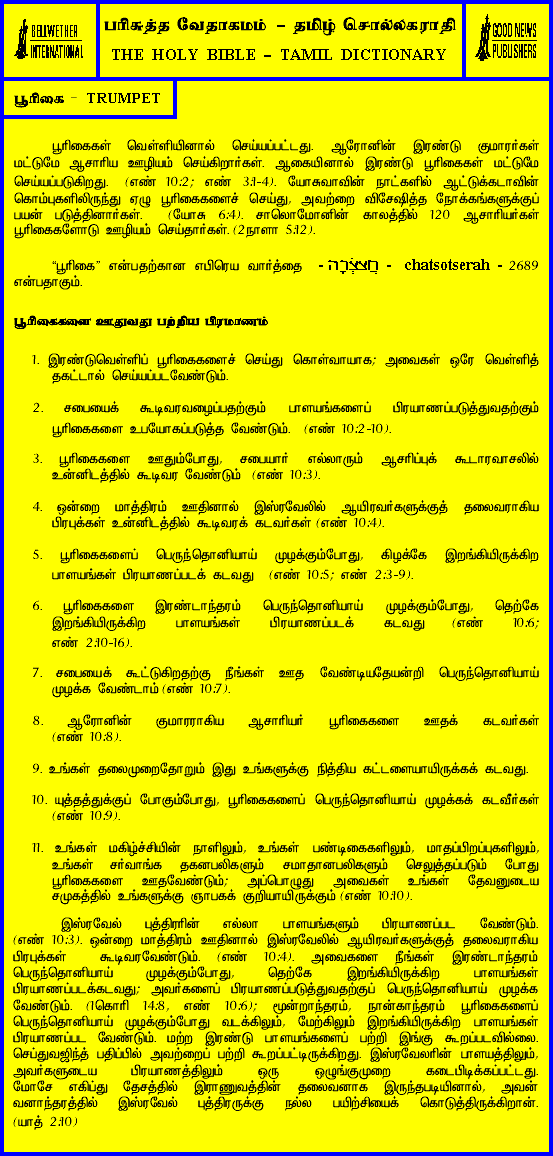 BELLWETHER
INTERNATIONAL
பரிசுத்த வேதாகமம் – தமிழ் சொல்லகராதி
THE HOLY BIBLE – TAMIL DICTIONARY
GOOD NEWS
PUBLISHERS
பூரிகை – TRUMPET
பூரிகைகள் வெள்ளியினால் செய்யப்பட்டது. ஆரோனின் இரண்டு குமாரர்கள்
மட்டுமே ஆசாரிய ஊழியம் செய்கிறார்கள். ஆகையினால் இரண்டு பூரிகைகள் மட்டுமே
செய்யப்படுகிறது. (எண் 10:2; எண் 3:1-4). யோசுவாவின் நாட்களில் ஆட்டுக்கடாவின்
கொம்புகளிலிருந்து ஏழு பூரிகைகளைச் செய்து, அவற்றை விசேஷித்த நோக்கங்களுக்குப்
பயன் படுத்தினார்கள். (யோசு 6:4). சாலொமோனின் காலத்தில் 120 ஆசாரியர்கள்
பூரிகைகளோடு ஊழியம் செய்தார்கள். (2நாளா 5:12).
“பூரிகை” என்பதற்கான எபிரெய வார்த்தை - חֲצֹצְרָה - chatsotserah - 2689
என்பதாகும்.
பூரிகைகளை ஊதுவது பற்றிய பிரமாணம்
1. இரண்டுவெள்ளிப் பூரிகைகளைச் செய்து கொள்வாயாக; அவைகள் ஒரே வெள்ளித்
தகட்டால் செய்யப்படவேண்டும்.
2. சபையைக் கூடிவரவழைப்பதற்கும் பாளயங்களைப் பிரயாணப்படுத்துவதற்கும்
பூரிகைகளை உபயோகப்படுத்த வேண்டும். (எண் 10:2-10).
3. பூரிகைகளை ஊதும்போது, சபையார் எல்லாரும் ஆசரிப்புக் கூடாரவாசலில்
உன்னிடத்தில் கூடிவர வேண்டும் (எண் 10:3).
4. ஒன்றை மாத்திரம் ஊதினால் இஸ்ரவேலில் ஆயிரவர்களுக்குத் தலைவராகிய
பிரபுக்கள் உன்னிடத்தில் கூடிவரக் கடவர்கள் (எண் 10:4).
5. பூரிகைகளைப் பெருந்தொனியாய் முழக்கும்போது, கிழக்கே இறங்கியிருக்கிற
பாளயங்கள் பிரயாணப்படக் கடவது (எண் 10:5; எண் 2:3-9).
6. பூரிகைகளை இரண்டாந்தரம் பெருந்தொனியாய் முழக்கும்போது, தெற்கே
இறங்கியிருக்கிற பாளயங்கள் பிரயாணப்படக் கடவது (எண் 10:6;
எண் 2:10-16).
7. சபையைக் கூட்டுகிறதற்கு நீங்கள் ஊத வேண்டியதேயன்றி பெருந்தொனியாய்
முழக்க வேண்டாம் (எண் 10:7).
8. ஆரோனின் குமாரராகிய ஆசாரியர் பூரிகைகளை ஊதக் கடவர்கள்
(எண் 10:8).
9. உங்கள் தலைமுறைதோறும் இது உங்களுக்கு நித்திய கட்டளையாயிருக்கக் கடவது.
10. யுத்தத்துக்குப் போகும்போது, பூரிகைகளைப் பெருந்தொனியாய் முழக்கக் கடவீர்கள்
(எண் 10:9).
11. உங்கள் மகிழ்ச்சியின் நாளிலும், உங்கள் பண்டிகைகளிலும், மாதப்பிறப்புகளிலும்,
உங்கள் சர்வாங்க தகனபலிகளும் சமாதானபலிகளும் செலுத்தப்படும் போது
பூரிகைகளை ஊதவேண்டும்; அப்பொழுது அவைகள் உங்கள் தேவனுடைய
சமுகத்தில் உங்களுக்கு ஞாபகக் குறியாயிருக்கும் (எண் 10:10).
இஸ்ரவேல் புத்திரரின் எல்லா பாளயங்களும் பிரயாணப்பட வேண்டும்.
(எண் 10:3). ஒன்றை மாத்திரம் ஊதினால் இஸ்ரவேலில் ஆயிரவர்களுக்குத் தலைவராகிய
பிரபுக்கள் கூடிவரவேண்டும். (எண் 10:4). அவைகளை நீங்கள் இரண்டாந்தரம்
பெருந்தொனியாய் முழக்கும்போது, தெற்கே இறங்கியிருக்கிற பாளயங்கள்
பிரயாணப்படக்கடவது; அவர்களைப் பிரயாணப்படுத்துவதற்குப் பெருந்தொனியாய் முழக்க
வேண்டும். (1கொரி 14:8, எண் 10:6); மூன்றாந்தரம், நான்காந்தரம் பூரிகைகளைப்
பெருந்தொனியாய் முழக்கும்போது வடக்கிலும், மேற்கிலும் இறங்கியிருக்கிற பாளயங்கள்
பிரயாணப்பட வேண்டும். மற்ற இரண்டு பாளயங்களைப் பற்றி இங்கு கூறப்படவில்லை.
செப்துவஜிந்த் பதிப்பில் அவற்றைப் பற்றி கூறப்பட்டிருக்கிறது. இஸ்ரவேலரின் பாளயத்திலும்,
அவர்களுடைய பிரயாணத்திலும் ஒரு ஒழுங்குமுறை கடைபிடிக்கப்பட்டது.
மோசே எகிப்து தேசத்தில் இராணுவத்தின் தலைவனாக இருந்தபடியினால், அவன்
வனாந்தரத்தில் இஸ்ரவேல் புத்திரருக்கு நல்ல பயிற்சியைக் கொடுத்திருக்கிறான்.
(யாத் 2:10)